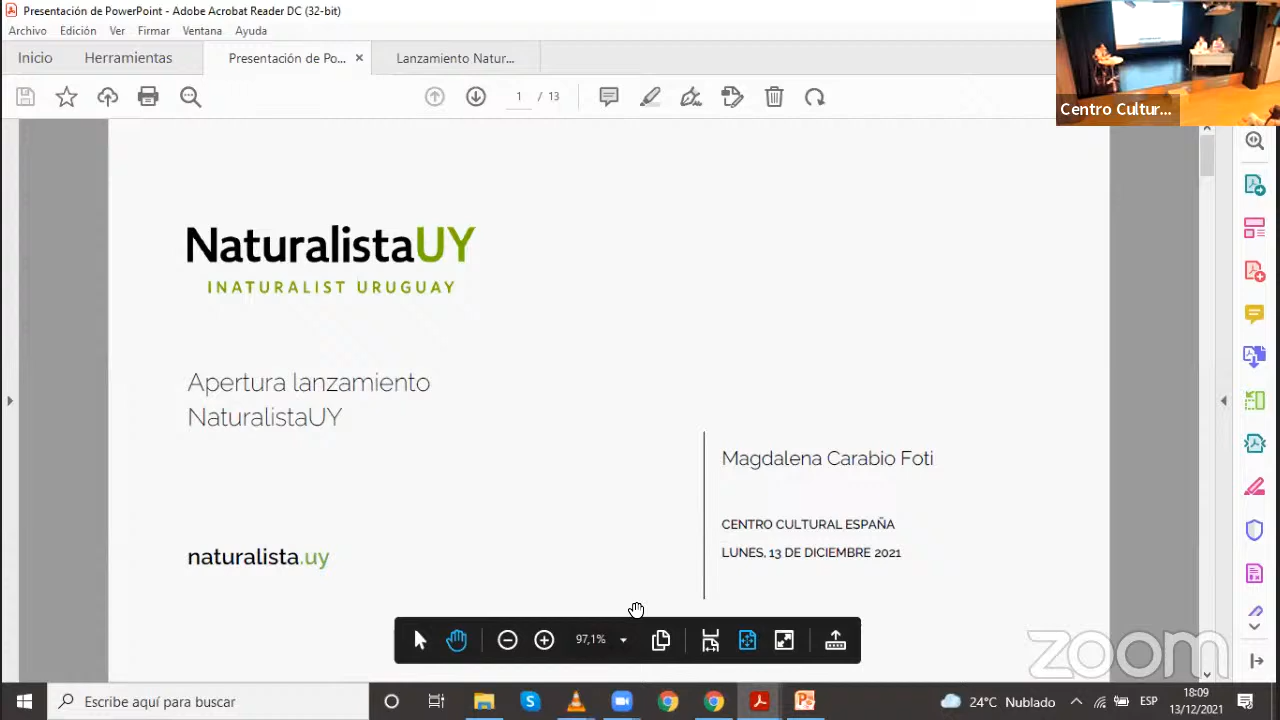 Presentación de PowerPoint - Adobe Acrobat Reader DC (32-bit)
Archivo Edición Ver Firmar Ventana Ayuda
Inicio Herramientas Presentación de Po... × Lanzamiento Natur...
1 / 13
Centro Cultur...
NaturalistaUY
INATURALIST URUGUAY
Apertura lanzamiento
NaturalistaUY
Magdalena Carabio Foti
CENTRO CULTURAL ESPAÑA
LUNES, 13 DE DICIEMBRE 2021
naturalista.uy
97,1%
zoom
Escribe aquí para buscar
24°C Nublado
ESP
18:09
13/12/2021